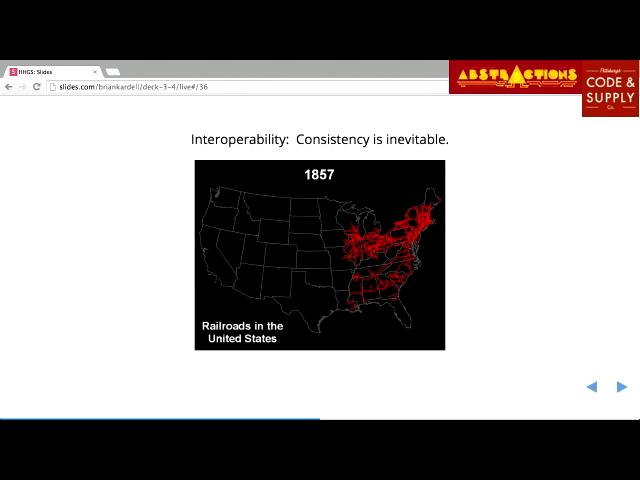 HHGS: Slides
slides.com/briankardell/deck-3-4/live#/36
ABSTRACTIONS
Pittsburgh
CODE &
SUPPLY
Co.
Interoperability: Consistency is inevitable.
1857
Railroads in the
United States